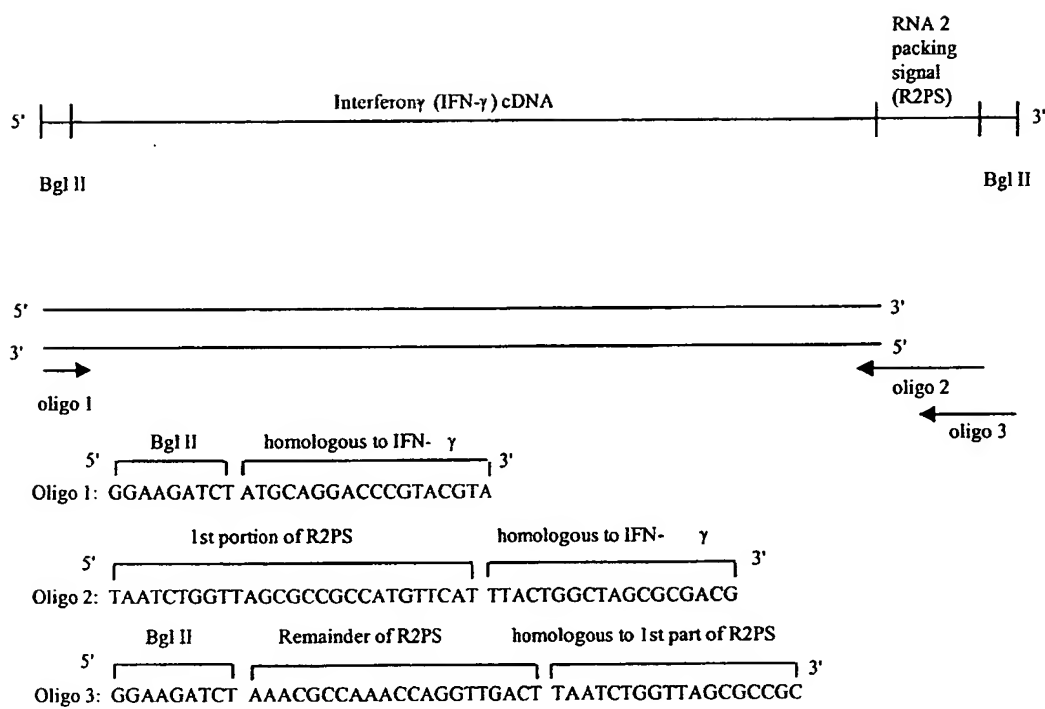 RNA 2
packing
signal
(R2PS)
Interferonγ (IFN-γ) cDNA
5' 3'
Bgl II Bgl II
5' 3'
3' 5'
oligo 1 oligo 2
oligo 3
Bgl II homologous to IFN- γ
5' 3'
Oligo 1: GGAAGATCT ATGCAGGACCCGTACGTA
1st portion of R2PS homologous to IFN- γ
5' 3'
Oligo 2: TAATCTGGTTAGCGCCGCCATGTTCAT TTACTGGCTAGCGCGACG
Bgl II Remainder of R2PS homologous to 1st part of R2PS
5' 3'
Oligo 3: GGAAGATCT AAACGCCAAACCAGGTTGACT TAATCTGGTTAGCGCCGC